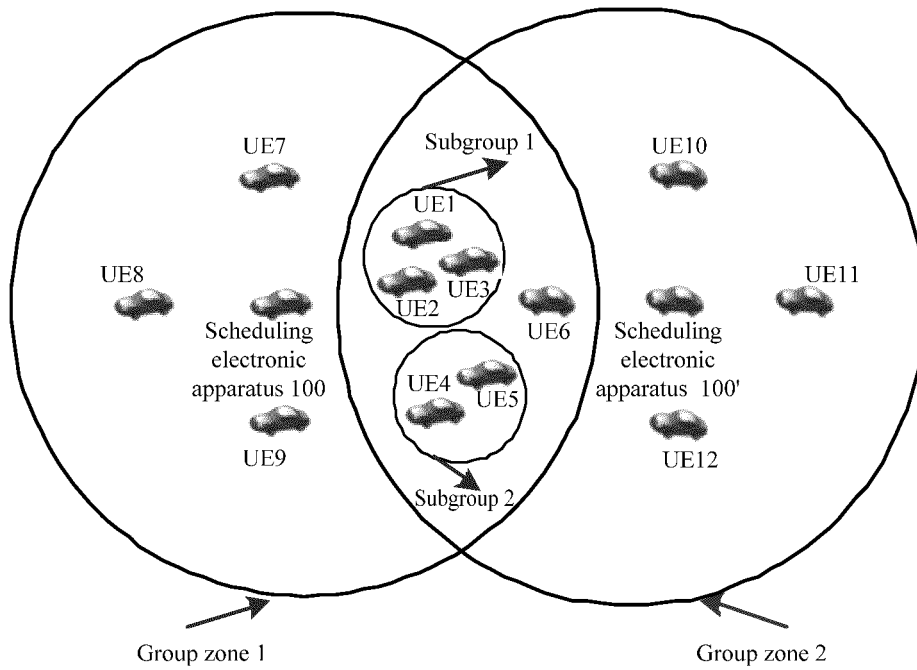 Subgroup 1
UE7
UE10
UE1
UE8
UE2
UE3
UE11
UE6
Scheduling
electronic
apparatus 100
Scheduling
electronic
apparatus 100'
UE4
UE5
UE9
UE12
Subgroup 2
Group zone 1
Group zone 2